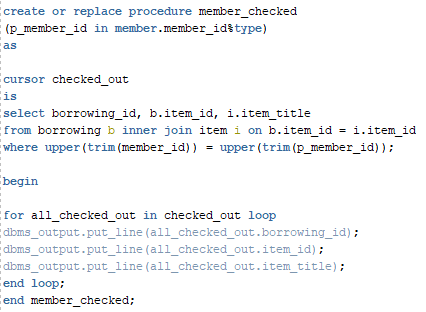 create or replace procedure member_checked
(p_member_id in member.member_id%type)
as
cursor checked_out
is
select borrowing_id, b.item_id, i.item_title
from borrowing b inner join item i on b.item_id = i.item_id
where upper(trim(member_id)) = upper(trim(p_member_id));
begin
for all_checked_out in checked_out loop
dbms_output.put_line(all_checked_out.borrowing_id);
dbms_output.put_line(all_checked_out.item_id);
dbms_output.put_line(all_checked_out.item_title);
end loop;
end member_checked;